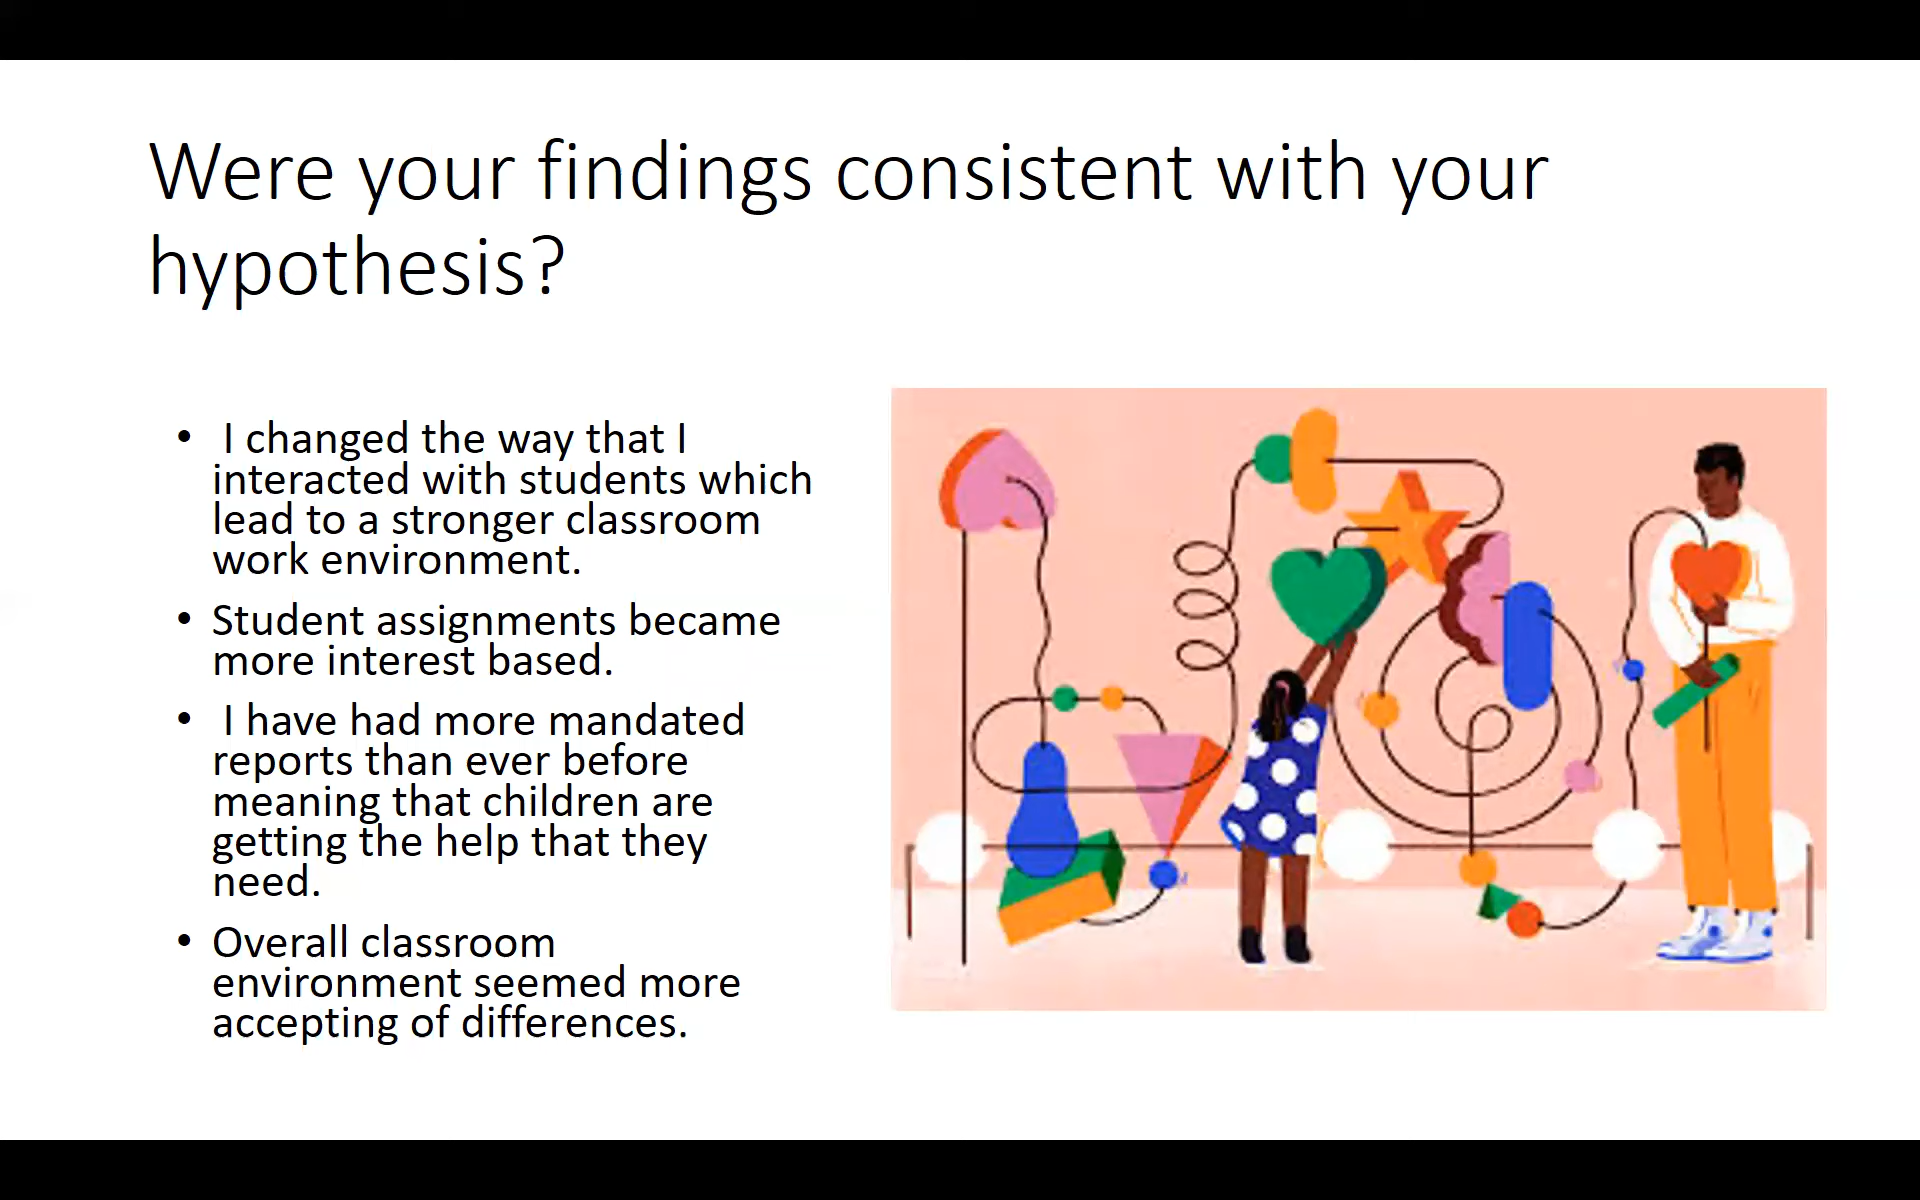 Were your findings consistent with your
hypothesis?
• I changed the way that I
interacted with students which
lead to a stronger classroom
work environment.
• Student assignments became
more interest based.
• I have had more mandated
reports than ever before
meaning that children are
getting the help that they
need.
• Overall classroom
environment seemed more
accepting of differences.